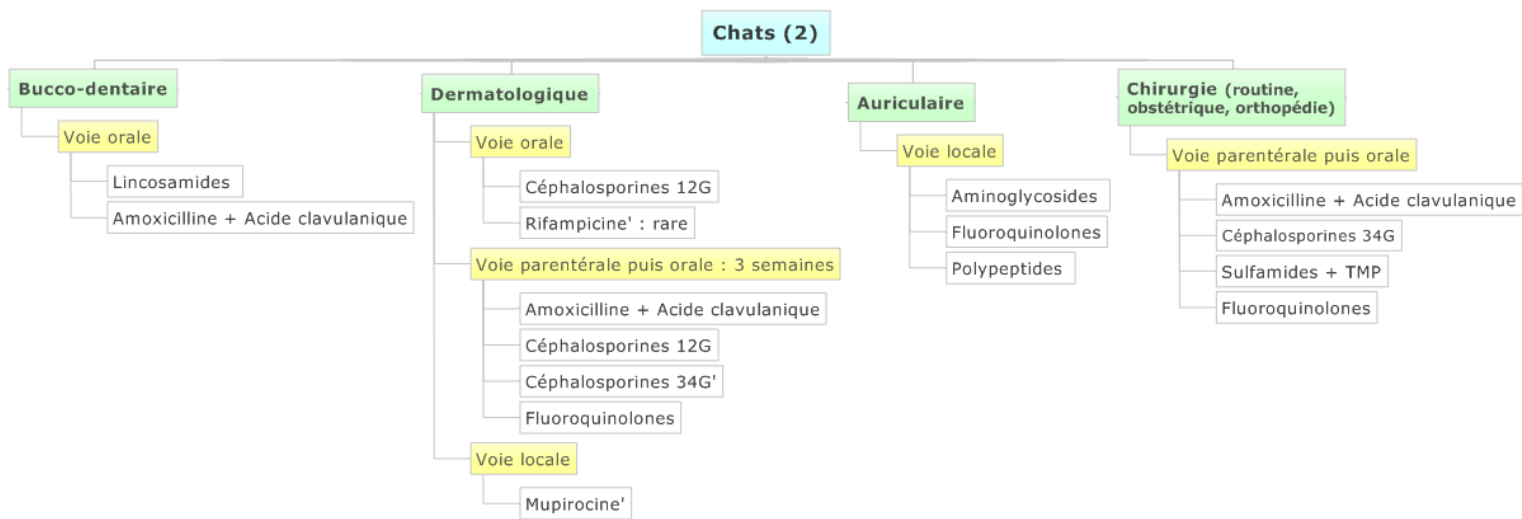 Chats (2)
Bucco-dentaire
Voie orale
Lincosamides
Amoxicilline + Acide clavulanique
Dermatologique
Voie orale
Céphalosporines 12G
Rifampicine' : rare
Voie parentérale puis orale : 3 semaines
Amoxicilline + Acide clavulanique
Céphalosporines 12G
Céphalosporines 34G'
Fluoroquinolones
Voie locale
Mupirocine'
Auriculaire
Voie locale
Aminoglycosides
Fluoroquinolones
Polypeptides
Chirurgie (routine,
obstétrique, orthopédie)
Voie parentérale puis orale
Amoxicilline + Acide clavulanique
Céphalosporines 34G
Sulfamides + TMP
Fluoroquinolones